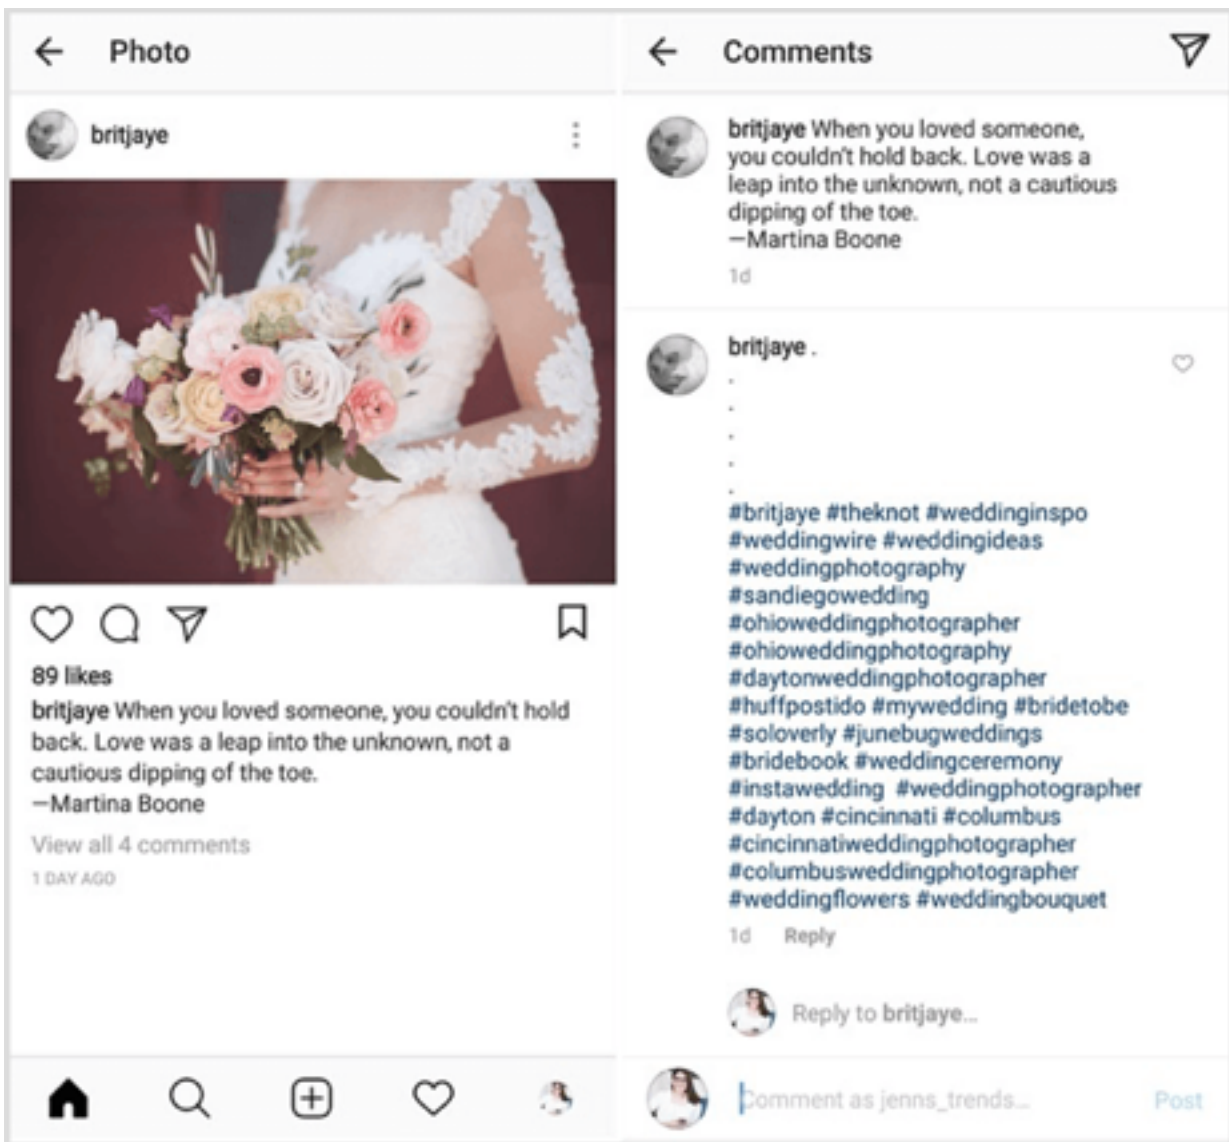 Photo
britjaye
89 likes
britjaye When you loved someone, you couldn't hold
back. Love was a leap into the unknown, not a
cautious dipping of the toe.
—Martina Boone
View all 4 comments
1 DAY AGO
Comments
britjaye When you loved someone,
you couldn't hold back. Love was a
leap into the unknown, not a cautious
dipping of the toe.
—Martina Boone
1d
britjaye .
.
.
.
.
.
#britjaye #theknot #weddinginspo
#weddingwire #weddingideas
#weddingphotography
#sandiegowedding
#ohioweddingphotographer
#ohioweddingphotography
#daytonweddingphotographer
#huffpostido #mywedding #bridetobe
#soloverly #junebugweddings
#bridebook #weddingceremony
#instawedding #weddingphotographer
#dayton #cincinnati #columbus
#cincinnatiweddingphotographer
#columbusweddingphotographer
#weddingflowers #weddingbouquet
1d Reply
Reply to britjaye...
Comment as jenns_trends... Post